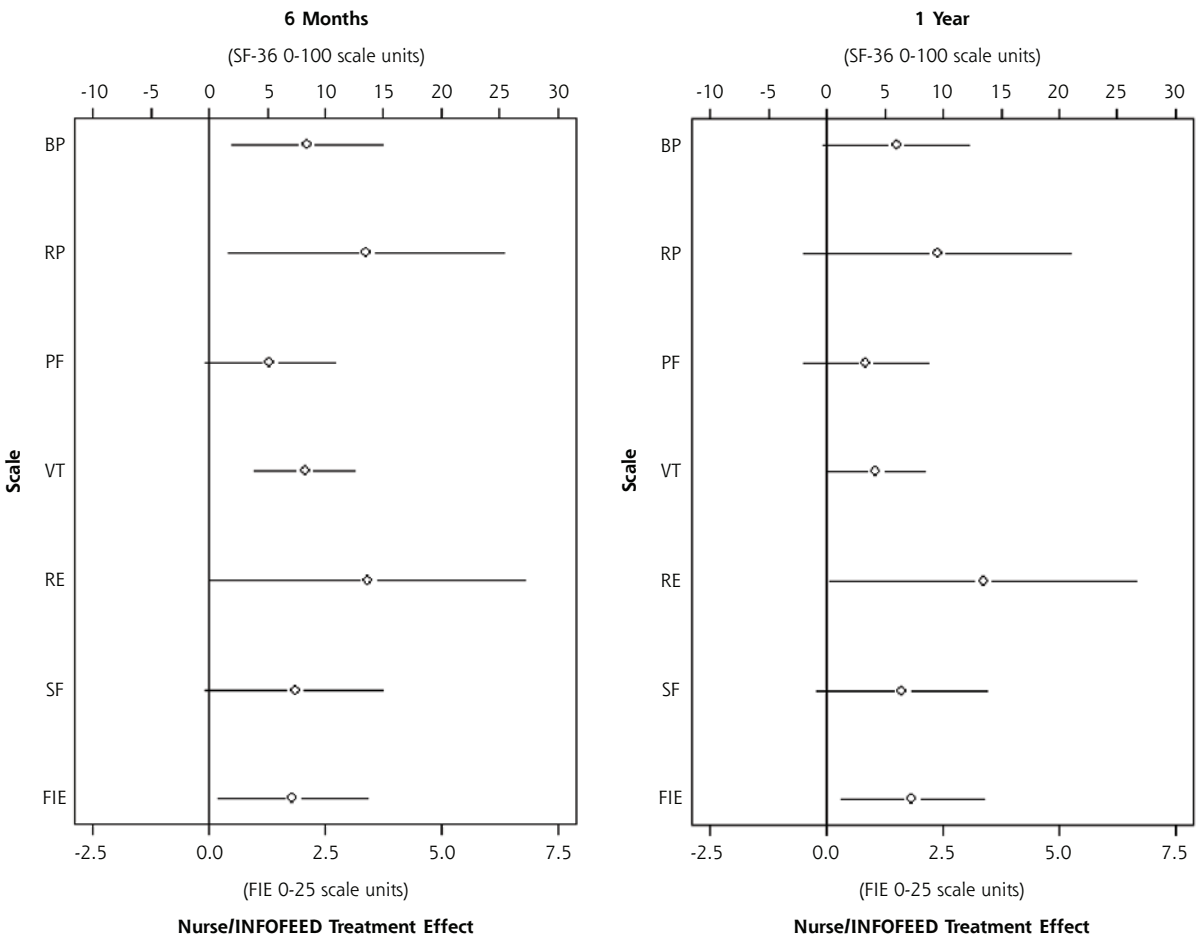 6 Months
(SF-36 0-100 scale units)
-10 -5 0 5 10 15 20 25 30
BP
RP
PF
VT
RE
SF
FIE
Scale
-2.5 0.0 2.5 5.0 7.5
(FIE 0-25 scale units)
Nurse/INFOFEED Treatment Effect
1 Year
(SF-36 0-100 scale units)
-10 -5 0 5 10 15 20 25 30
BP
RP
PF
VT
RE
SF
FIE
Scale
-2.5 0.0 2.5 5.0 7.5
(FIE 0-25 scale units)
Nurse/INFOFEED Treatment Effect